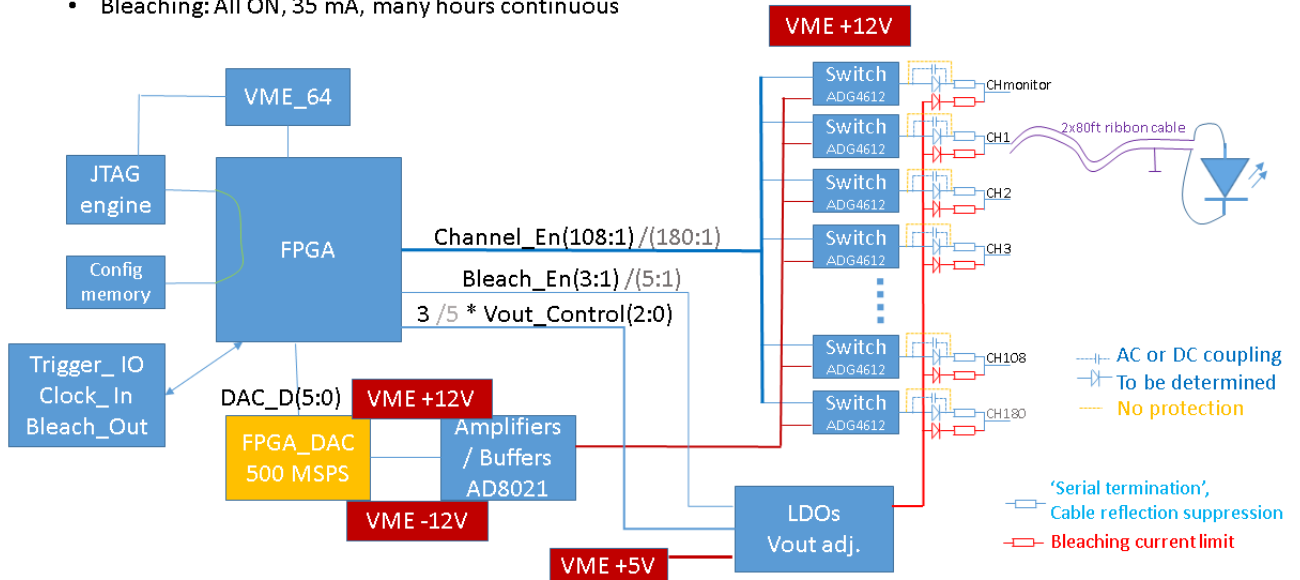 • Bleaching: All ON, 35 mA, many hours continuous
VME +12V
VME_64
JTAG
engine
Config
memory
FPGA
Trigger_ IO
Clock_ In
Bleach_Out
Channel_En(108:1) /(180:1)
Bleach_En(3:1) /(5:1)
3 /5 * Vout_Control(2:0)
DAC_D(5:0)
VME +12V
FPGA_DAC
500 MSPS
Amplifiers
/ Buffers
AD8021
VME -12V
VME +5V
LDOs
Vout adj.
Switch
ADG4612
CHmonitor
Switch
ADG4612
CH1
2x80ft ribbon cable
Switch
ADG4612
CH2
Switch
ADG4612
CH3
Switch
ADG4612
CH108
Switch
ADG4612
CH180
AC or DC coupling
To be determined
No protection
'Serial termination',
Cable reflection suppression
Bleaching current limit